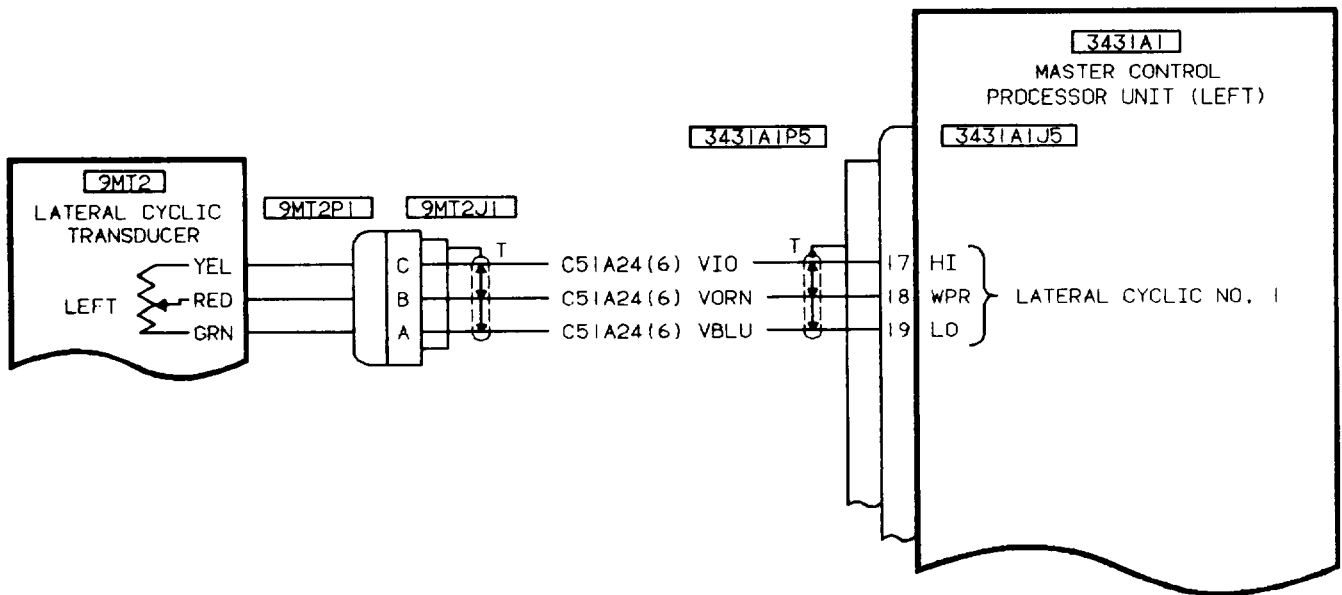 3431A1
MASTER CONTROL
PROCESSOR UNIT (LEFT)
3431A1P5
3431A1J5
9MT2
LATERAL CYCLIC
TRANSDUCER
9MT2P1
9MT2J1
T
T
YEL
C
C51A24(6) VIO
17
HI
LEFT
RED
B
C51A24(6) VORN
18
WPR
LATERAL CYCLIC NO. 1
GRN
A
C51A24(6) VBLU
19
LO